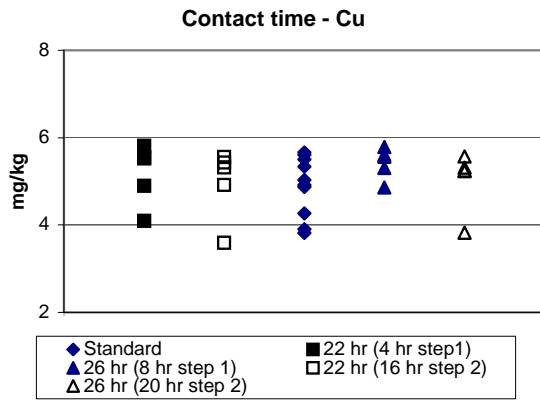 Contact time - Cu
8
6
4
2
mg/kg
Standard
22 hr (4 hr step1)
26 hr (8 hr step 1)
22 hr (16 hr step 2)
26 hr (20 hr step 2)